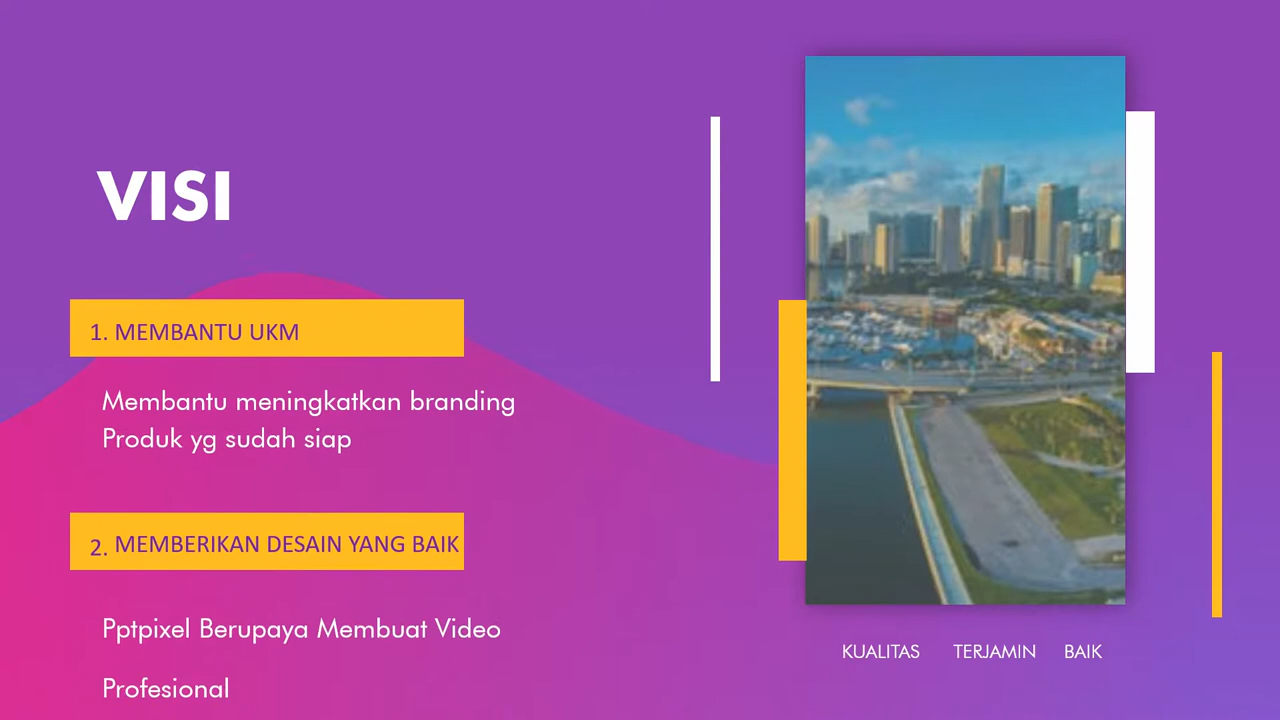 VISI
1. MEMBANTU UKM
Membantu meningkatkan branding
Produk yg sudah siap
2. MEMBERIKAN DESAIN YANG BAIK
Pptpixel Berupaya Membuat Video
Profesional
KUALITAS TERJAMIN BAIK